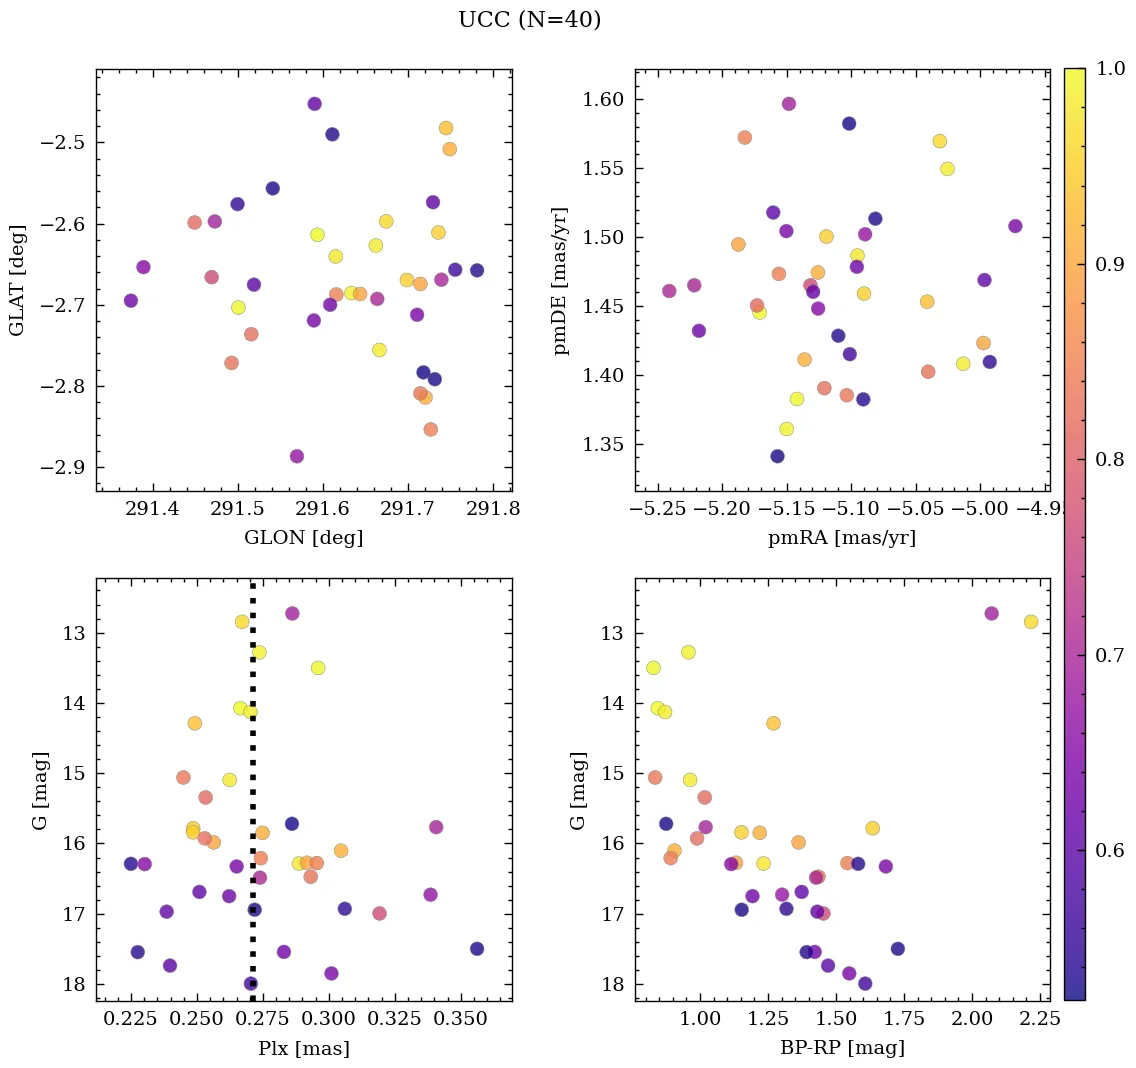 UCC (N=40)
−2.5
−2.6
−2.7
−2.8
−2.9
GLAT [deg]
291.4 291.5 291.6 291.7 291.8
GLON [deg]
1.60
1.55
1.50
1.45
1.40
1.35
pmDE [mas/yr]
−5.25 −5.20 −5.15 −5.10 −5.05 −5.00 −4.95
pmRA [mas/yr]
1.0
0.9
0.8
0.7
0.6
13
14
15
16
17
18
G [mag]
0.225 0.250 0.275 0.300 0.325 0.350
Plx [mas]
13
14
15
16
17
18
G [mag]
1.00 1.25 1.50 1.75 2.00 2.25
BP-RP [mag]